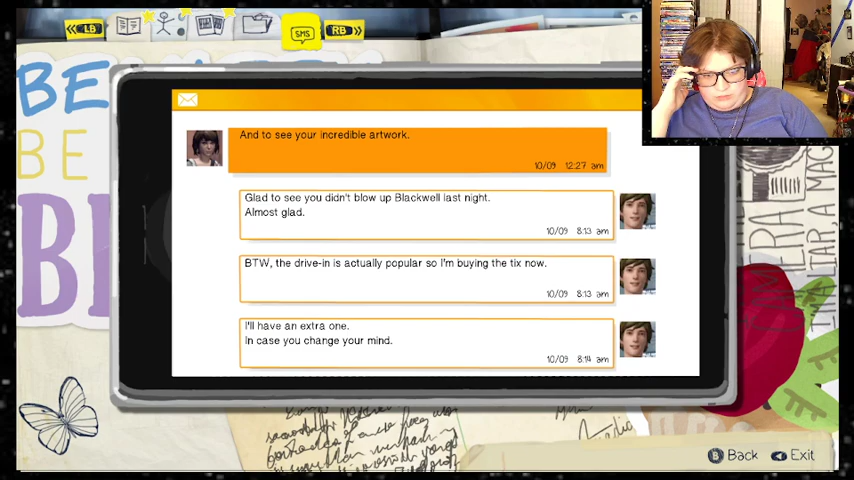 LB
SMS
RB
And to see your incredible artwork.
10/09 12:27 am
Glad to see you didn't blow up Blackwell last night.
Almost glad.
10/09 8:13 am
BTW, the drive-in is actually popular so I'm buying the tix now.
10/09 8:13 am
I'll have an extra one.
In case you change your mind.
10/09 8:14 am
BE
BE
B Back
Exit